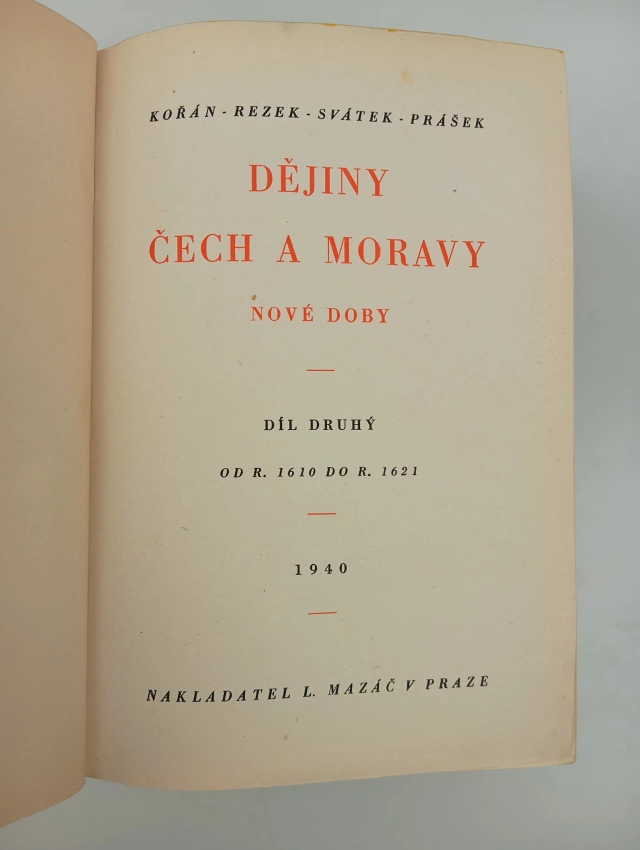 KOŘÁN - REZEK - SVÁTEK - PRÁŠEK
DĚJINY
ČECH A MORAVY
NOVÉ DOBY
DÍL DRUHÝ
OD R. 1610 DO R. 1621
1940
NAKLADATEL L. MAZÁČ V PRAZE